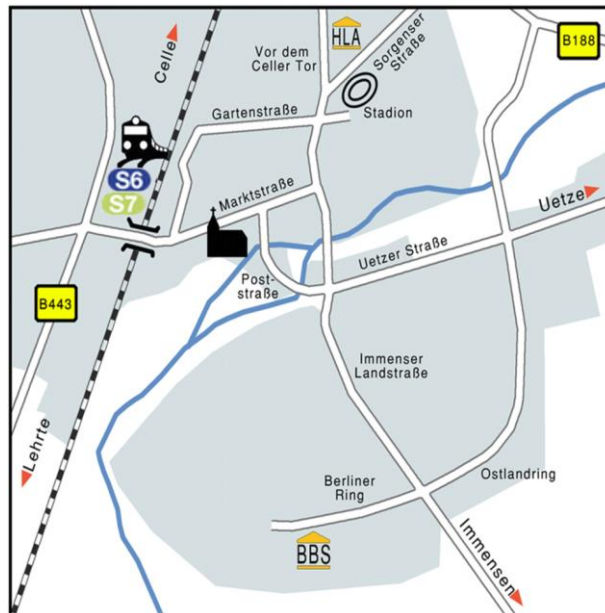 Celle
HLA
Vor dem
Celler Tor
Sorgenser
Straße
B188
Gartenstraße
Stadion
S6
S7
Marktstraße
Uetze
Uetzer Straße
Post-
straße
B443
Immenser
Landstraße
Lehrte
Berliner
Ring
Ostlandring
BBS
Immensen